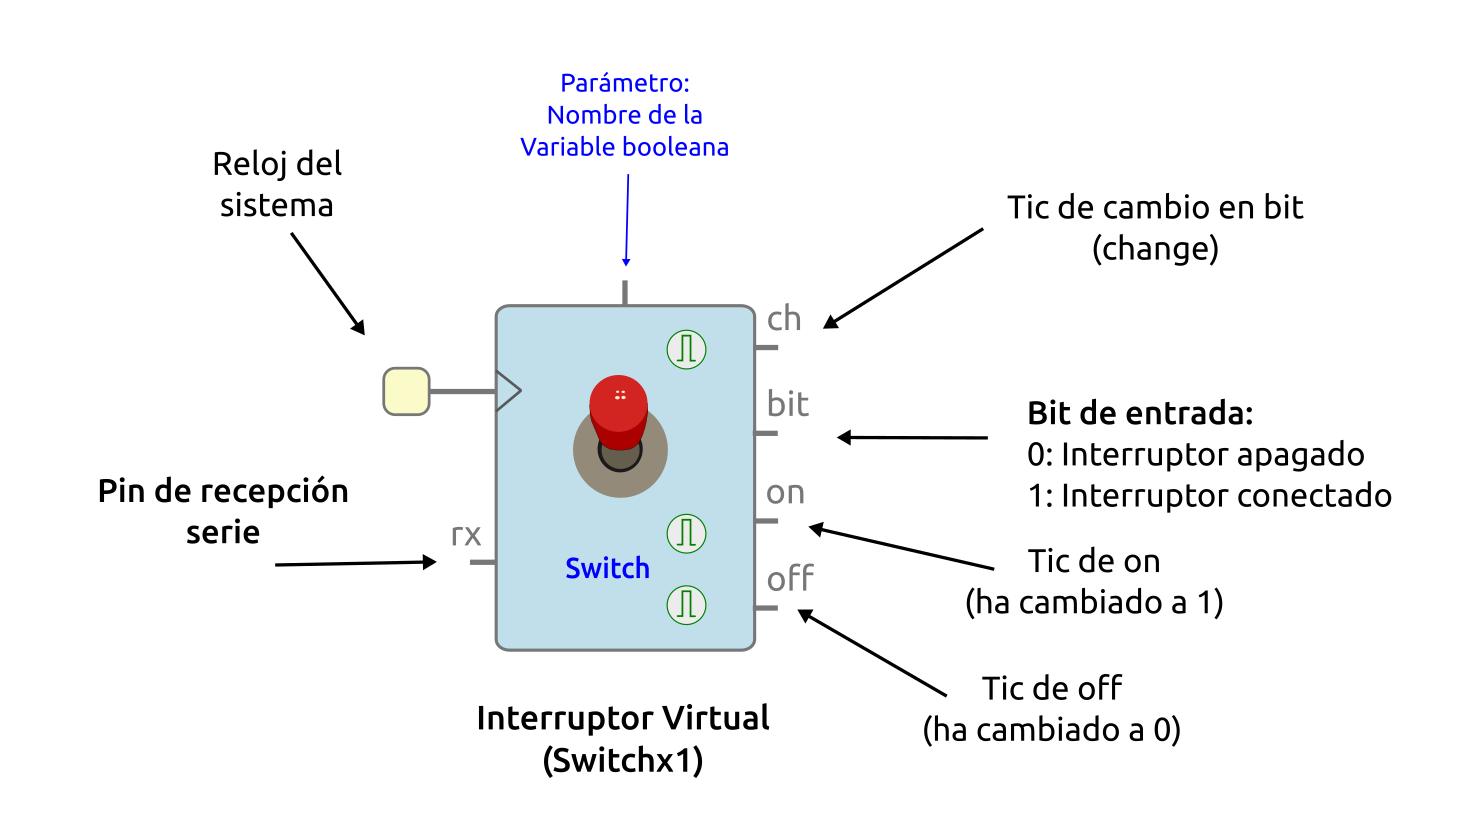 Parámetro:
Nombre de la
Variable booleana
Reloj del
sistema
Tic de cambio en bit
(change)
ch
bit
Bit de entrada:
0: Interruptor apagado
1: Interruptor conectado
Pin de recepción
serie
rx
on
Switch
off
Tic de on
(ha cambiado a 1)
Tic de off
(ha cambiado a 0)
Interruptor Virtual
(Switchx1)